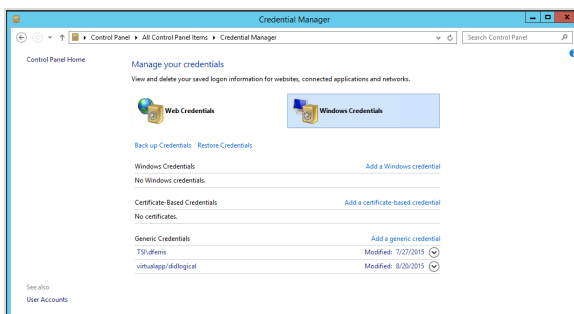 Credential Manager
Control Panel ▸ All Control Panel Items ▸ Credential Manager
Search Control Panel
Control Panel Home
Manage your credentials
View and delete your saved logon information for websites, connected applications and networks.
Web Credentials
Windows Credentials
Back up Credentials Restore Credentials
Windows Credentials Add a Windows credential
No Windows credentials.
Certificate-Based Credentials Add a certificate-based credential
No certificates.
Generic Credentials Add a generic credential
TSI\dferris Modified: 7/27/2015
virtualapp/didlogical Modified: 8/20/2015
See also
User Accounts